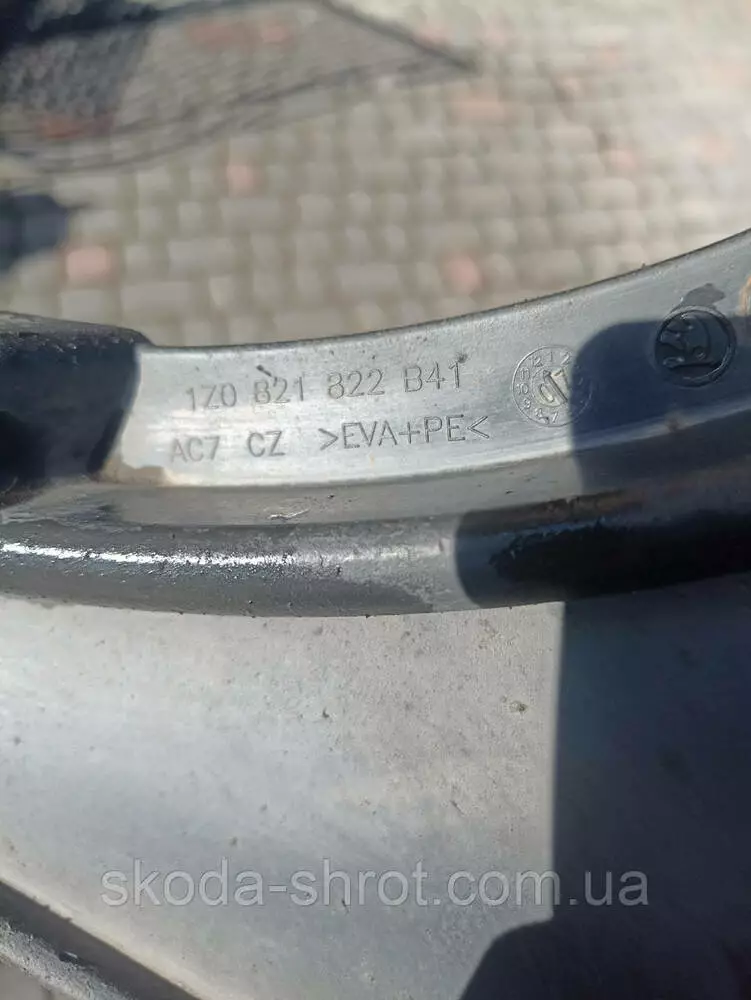 1Z0 821 822 B41
AC7 CZ >EVA+PE<
skoda-shrot.com.ua